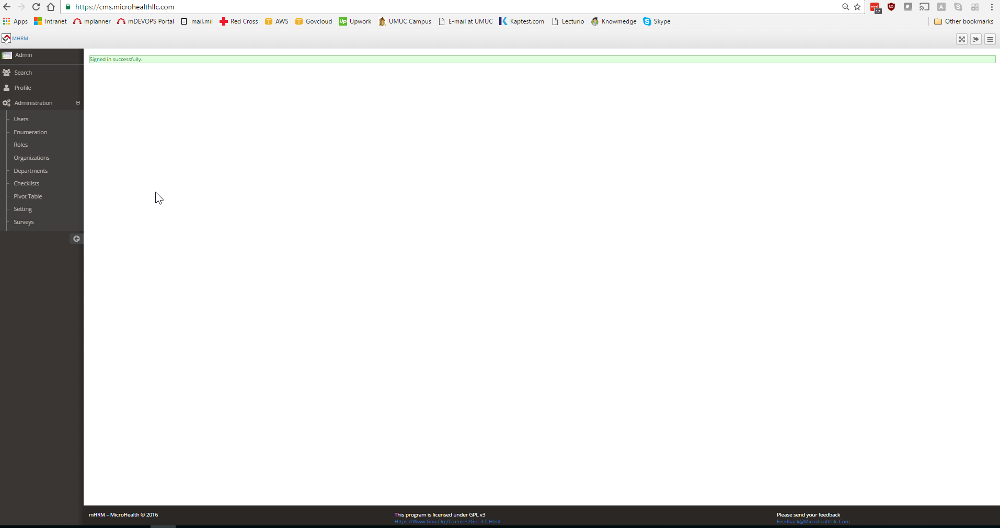 https://cms.microhealthllc.com
17
A
Apps Intranet mplanner mDEVOPS Portal mail.mil Red Cross AWS Govcloud Up Upwork UMUC Campus E-mail at UMUC Kaptest.com Lecturio Knowmedge Skype Other bookmarks
MHRM
Admin
Signed in successfully.
Search
Profile
Administration
Users
Enumeration
Roles
Organizations
Departments
Checklists
Pivot Table
Setting
Surveys
mHRM – MicroHealth © 2016
This program is licensed under GPL v3
Https://Www.Gnu.Org/Licenses/Gpl-3.0.Html
Please send your feedback
Feedback@Microhealthllc.Com